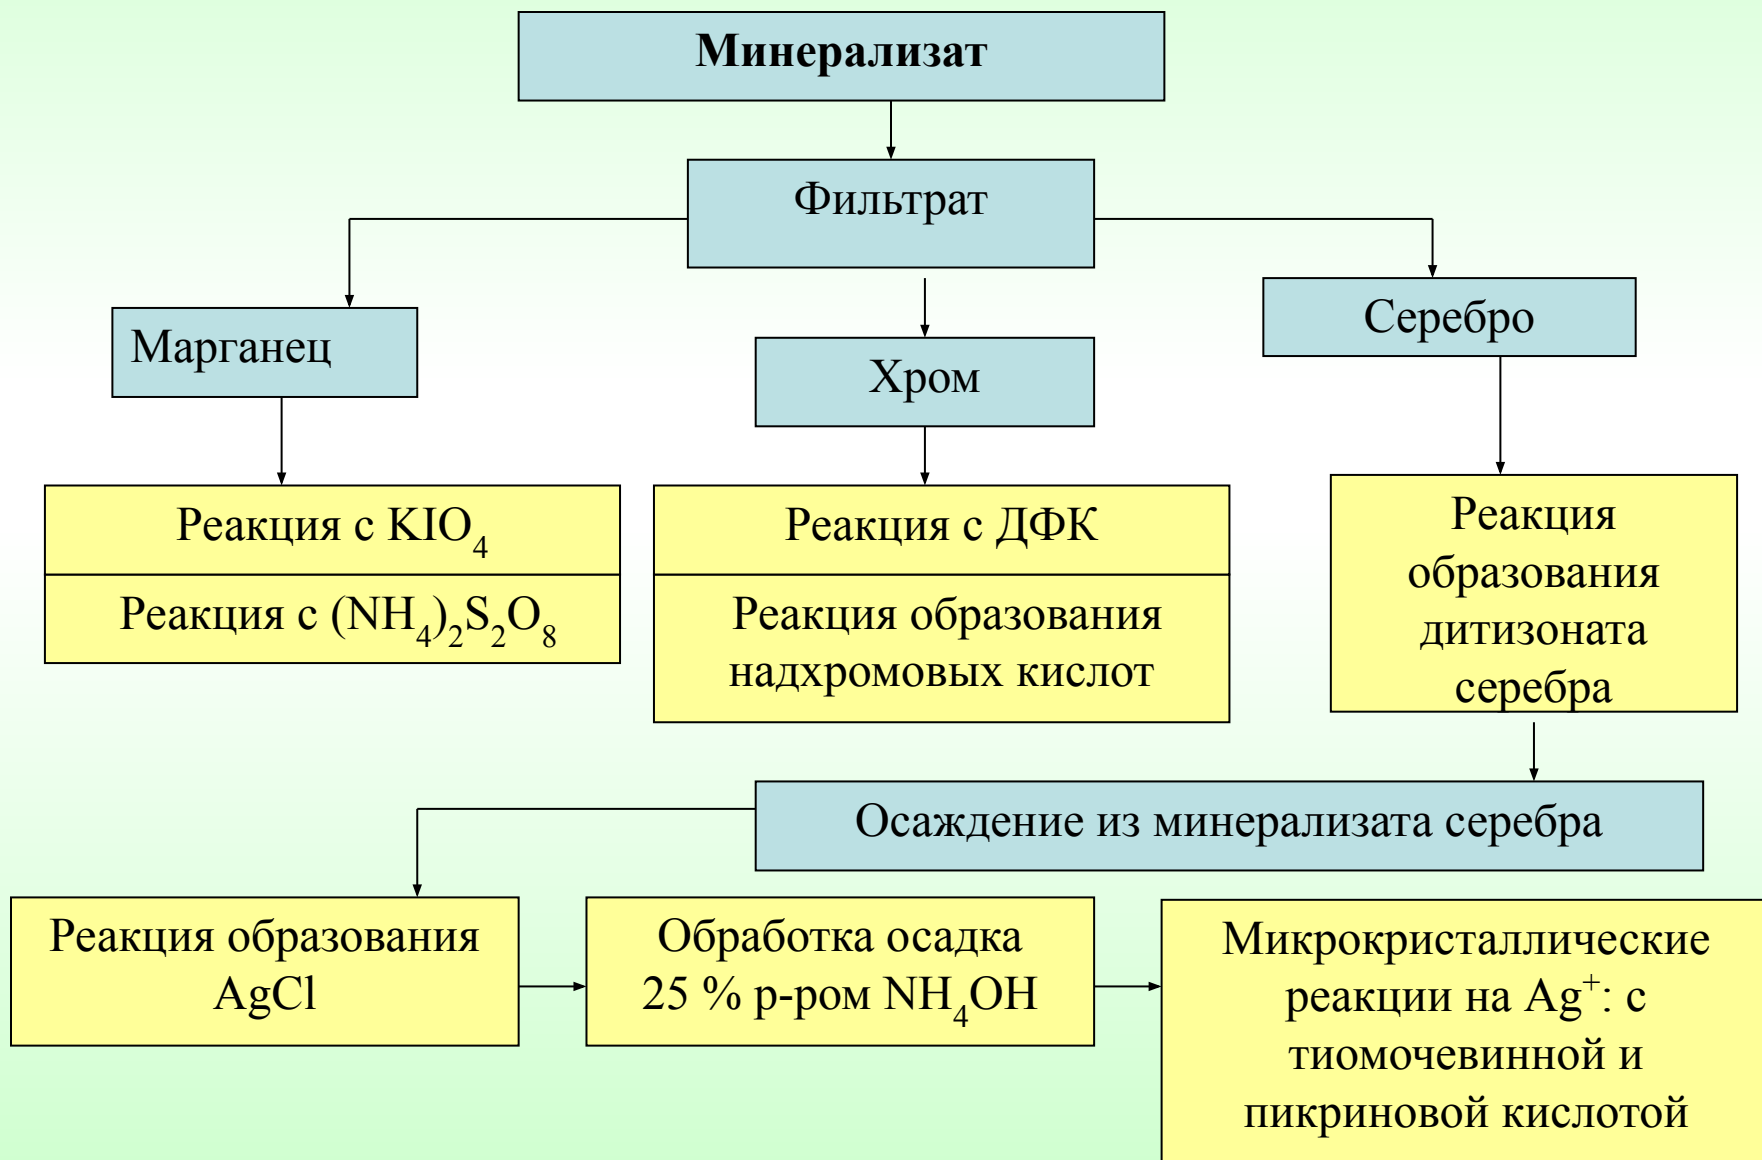 Минерализат
Фильтрат
Марганец
Хром
Серебро
Реакция с KIO₄
Реакция с (NH₄)₂S₂O₈
Реакция с ДФК
Реакция образования
надхромовых кислот
Реакция
образования
дитизоната
серебра
Осаждение из минерализата серебра
Реакция образования
AgCl
Обработка осадка
25 % р-ром NH₄OH
Микрокристаллические
реакции на Ag⁺: с
тиомочевинной и
пикриновой кислотой